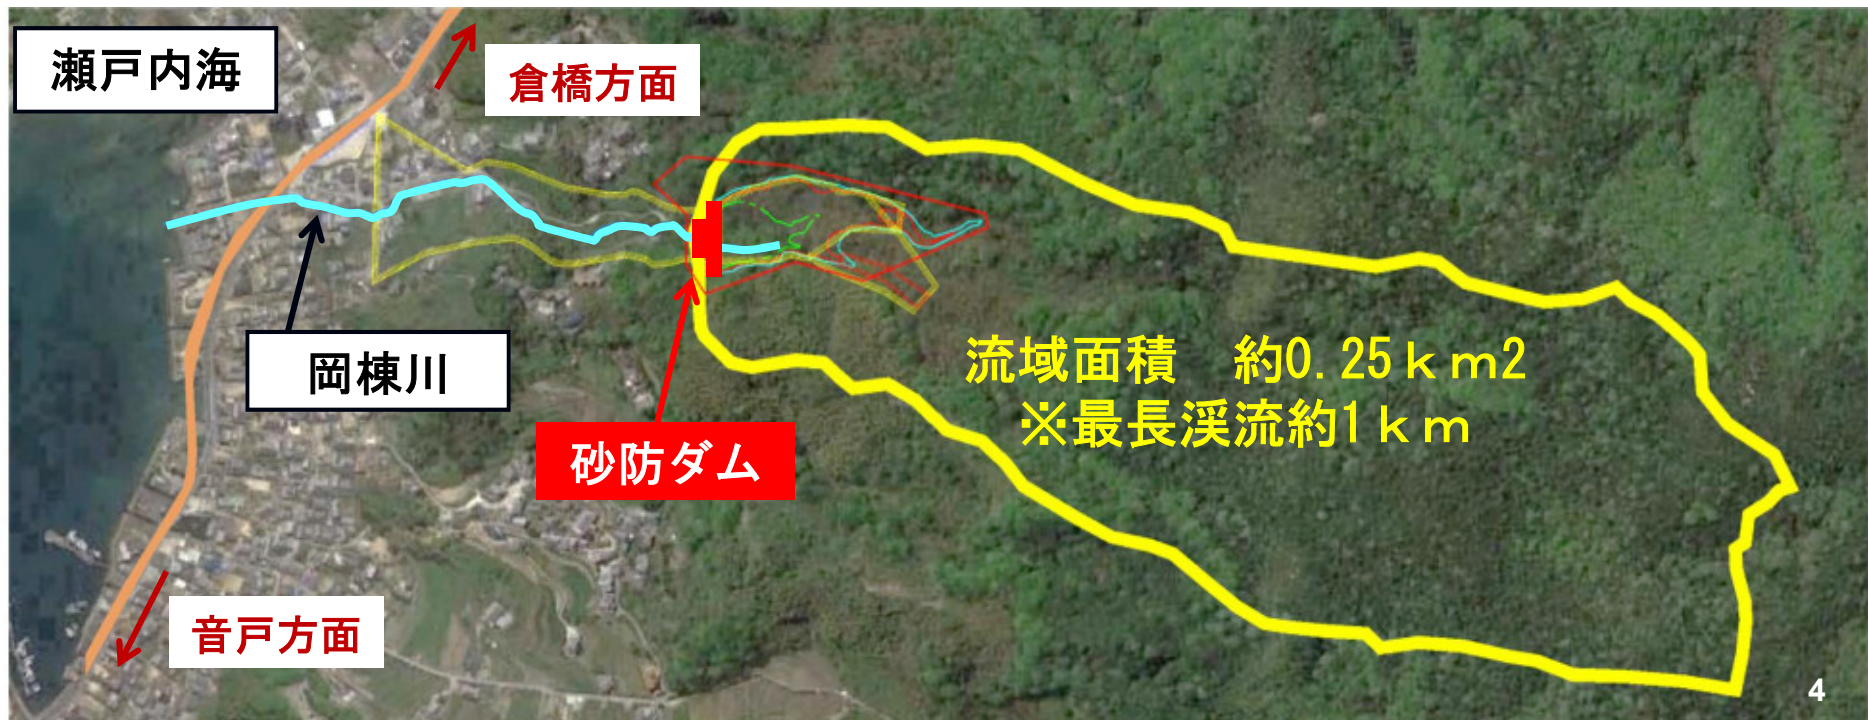 瀬戸内海
倉橋方面
岡棟川
流域面積　約0.25ｋｍ2
※最長渓流約1ｋｍ
砂防ダム
音戸方面
4